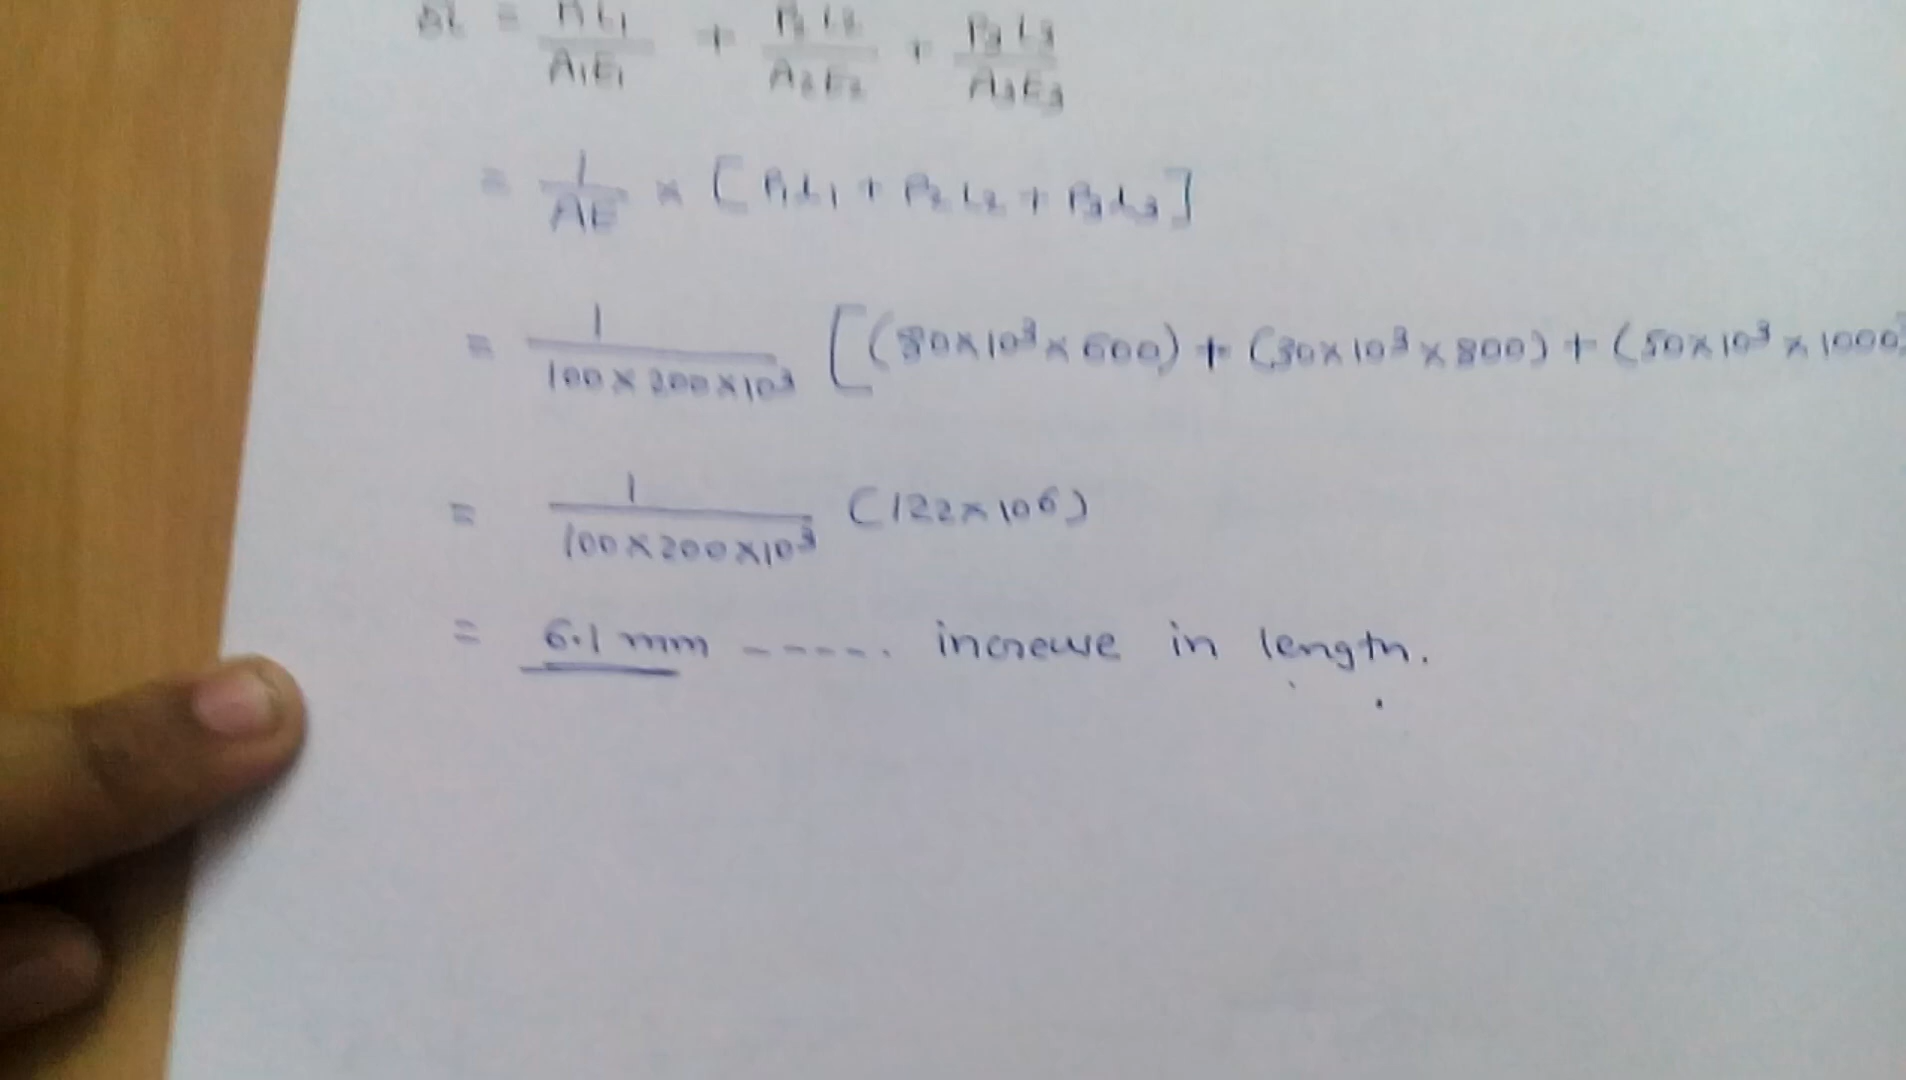 ΔL = P₁L₁/A₁E₁ + P₂L₂/A₂E₂ + P₃L₃/A₃E₃
= 1/AE × [P₁L₁ + P₂L₂ + P₃L₃]
= 1/100×200×10³ [(80×10³×600) + (30×10³×800) + (50×10³×1000)
= 1/100×200×10³ (122×10⁶)
= 6.1 mm -----. increase in length.